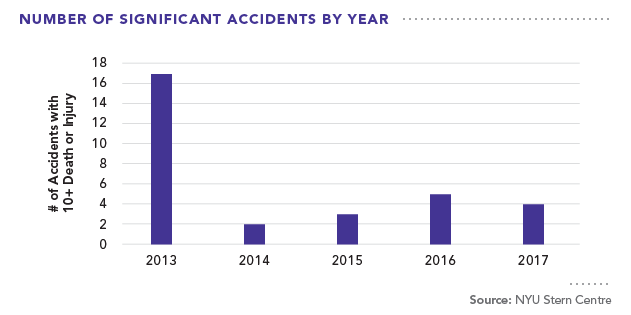 NUMBER OF SIGNIFICANT ACCIDENTS BY YEAR
# of Accidents with
10+ Death or Injury
18
16
14
12
10
8
6
4
2
0
2013 2014 2015 2016 2017
Source: NYU Stern Centre